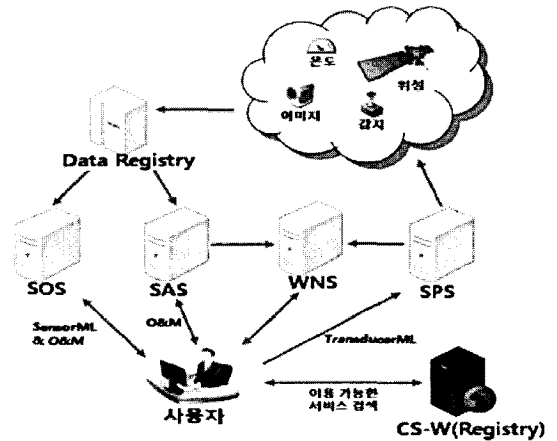 온도
위성
이미지
감지
Data Registry
SOS
SAS
WNS
SPS
SensorML
& O&M
O&M
TransducerML
사용자
이용 가능한
서비스 검색
CS-W(Registry)